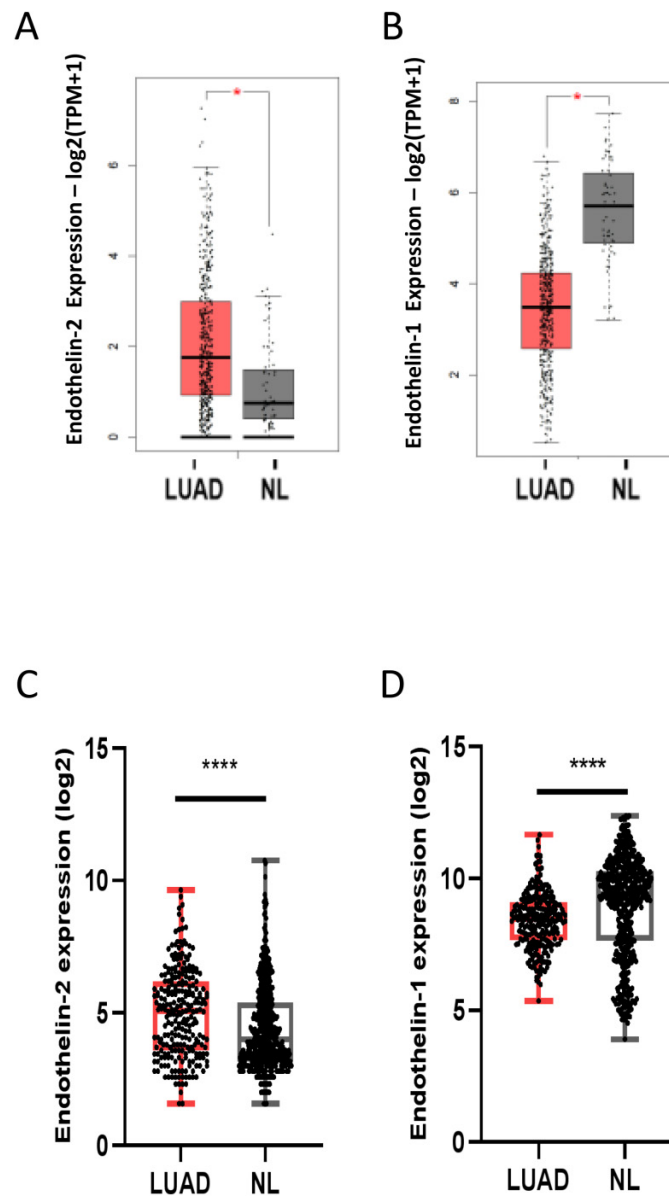 A
Endothelin-2 Expression – log2(TPM+1)
6
4
2
0
*
LUAD NL
B
Endothelin-1 Expression – log2(TPM+1)
8
6
4
2
*
LUAD NL
C
Endothelin-2 expression (log2)
15
10
5
0
****
LUAD NL
D
Endothelin-1 expression (log2)
15
10
5
0
****
LUAD NL